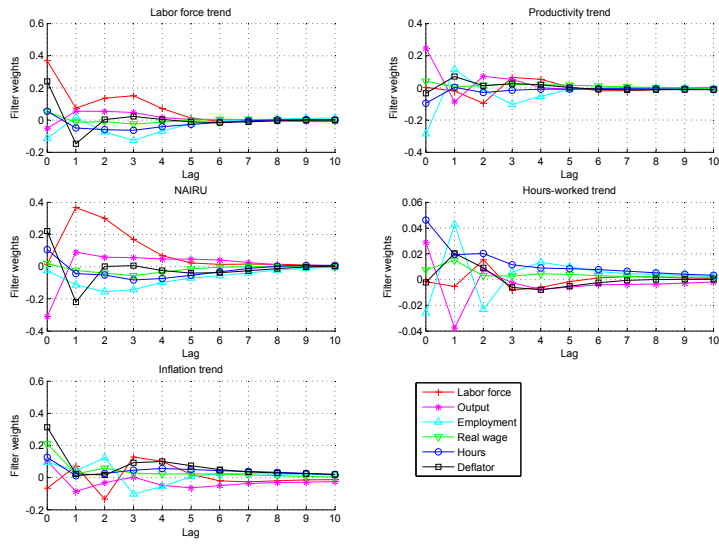 Labor force trend
Filter weights
0.6
0.4
0.2
0
-0.2
0 1 2 3 4 5 6 7 8 9 10
Lag
Productivity trend
Filter weights
0.4
0.2
0
-0.2
-0.4
0 1 2 3 4 5 6 7 8 9 10
Lag
NAIRU
Filter weights
0.4
0.2
0
-0.2
-0.4
0 1 2 3 4 5 6 7 8 9 10
Lag
Hours-worked trend
Filter weights
0.06
0.04
0.02
0
-0.02
-0.04
0 1 2 3 4 5 6 7 8 9 10
Lag
Inflation trend
Filter weights
0.6
0.4
0.2
0
-0.2
0 1 2 3 4 5 6 7 8 9 10
Lag
Labor force
Output
Employment
Real wage
Hours
Deflator